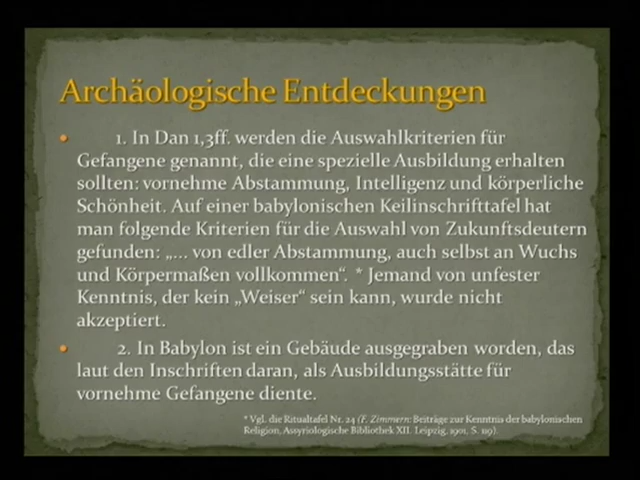 Archäologische Entdeckungen
• 1. In Dan 1,3ff. werden die Auswahlkriterien für
Gefangene genannt, die eine spezielle Ausbildung erhalten
sollten: vornehme Abstammung, Intelligenz und körperliche
Schönheit. Auf einer babylonischen Keilinschrifttafel hat
man folgende Kriterien für die Auswahl von Zukunftsdeutern
gefunden: „... von edler Abstammung, auch selbst an Wuchs
und Körpermaßen vollkommen“. * Jemand von unfester
Kenntnis, der kein „Weiser“ sein kann, wurde nicht
akzeptiert.
• 2. In Babylon ist ein Gebäude ausgegraben worden, das
laut den Inschriften daran, als Ausbildungsstätte für
vornehme Gefangene diente.
* Vgl. die Ritualtafel Nr. 24 (F. Zimmern: Beiträge zur Kenntnis der babylonischen
Religion, Assyriologische Bibliothek XII. Leipzig, 1901, S. 119).